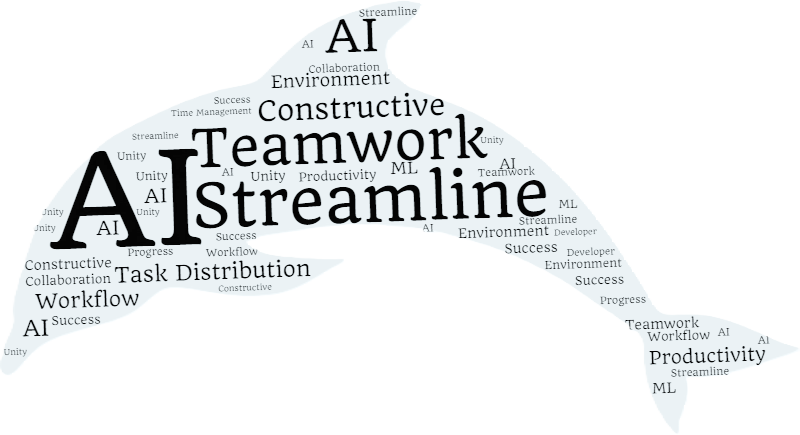 Streamline
AI
AI
Collaboration
Environment
Success
Constructive
Time Management
Streamline
Teamwork
Unity
Unity
AI
AI
ML
Unity
AI
Unity
Productivity
Teamwork
AI
Streamline
ML
Unity
Unity
Unity
AI
Streamline
AI
Environment
Developer
Success
Success
Progress
Workflow
Developer
Constructive
Environment
Task Distribution
Collaboration
Success
Constructive
Workflow
Progress
AI
Success
Teamwork
Workflow
AI
AI
Unity
Productivity
Streamline
ML